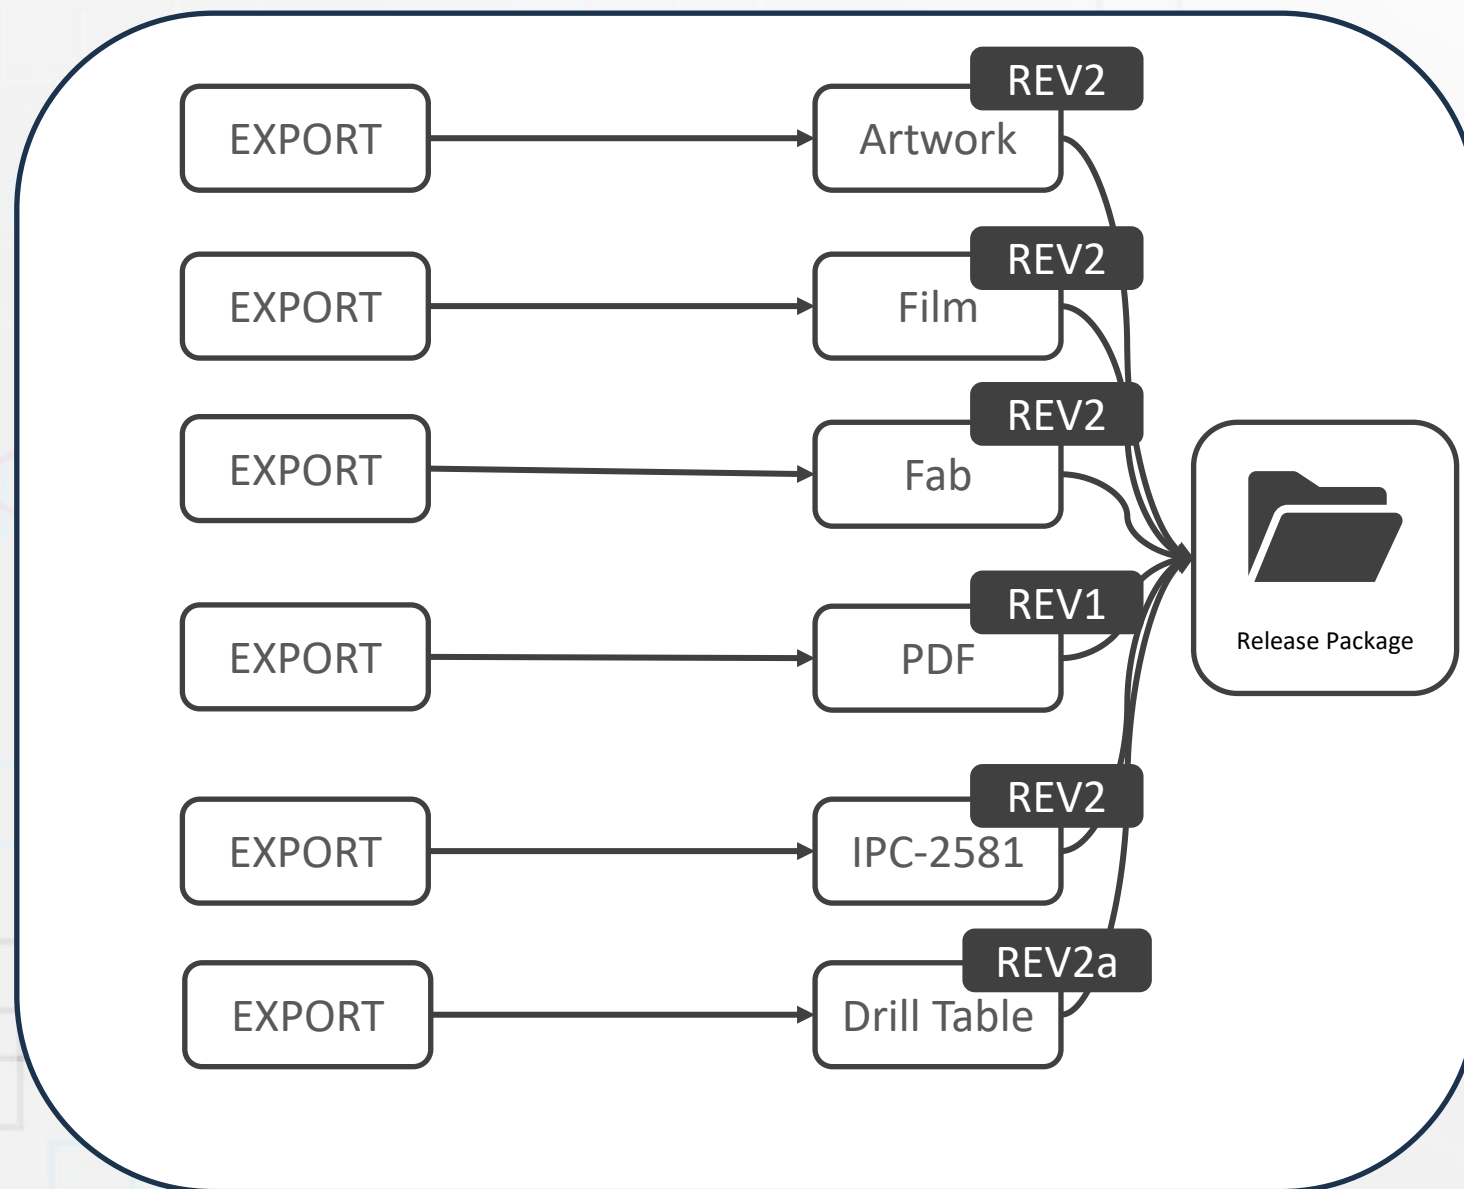 REV2
EXPORT
Artwork
REV2
EXPORT
Film
REV2
EXPORT
Fab
REV1
EXPORT
PDF
Release Package
REV2
EXPORT
IPC-2581
REV2a
EXPORT
Drill Table